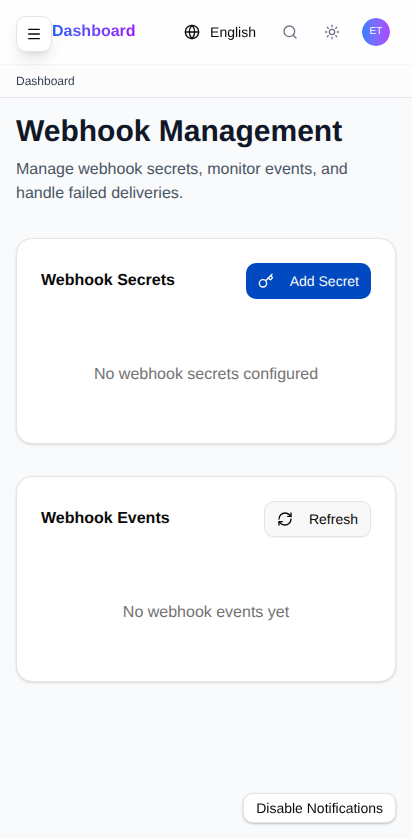 Dashboard
English
ET
Dashboard
Webhook Management
Manage webhook secrets, monitor events, and
handle failed deliveries.
Webhook Secrets
Add Secret
No webhook secrets configured
Webhook Events
Refresh
No webhook events yet
Disable Notifications